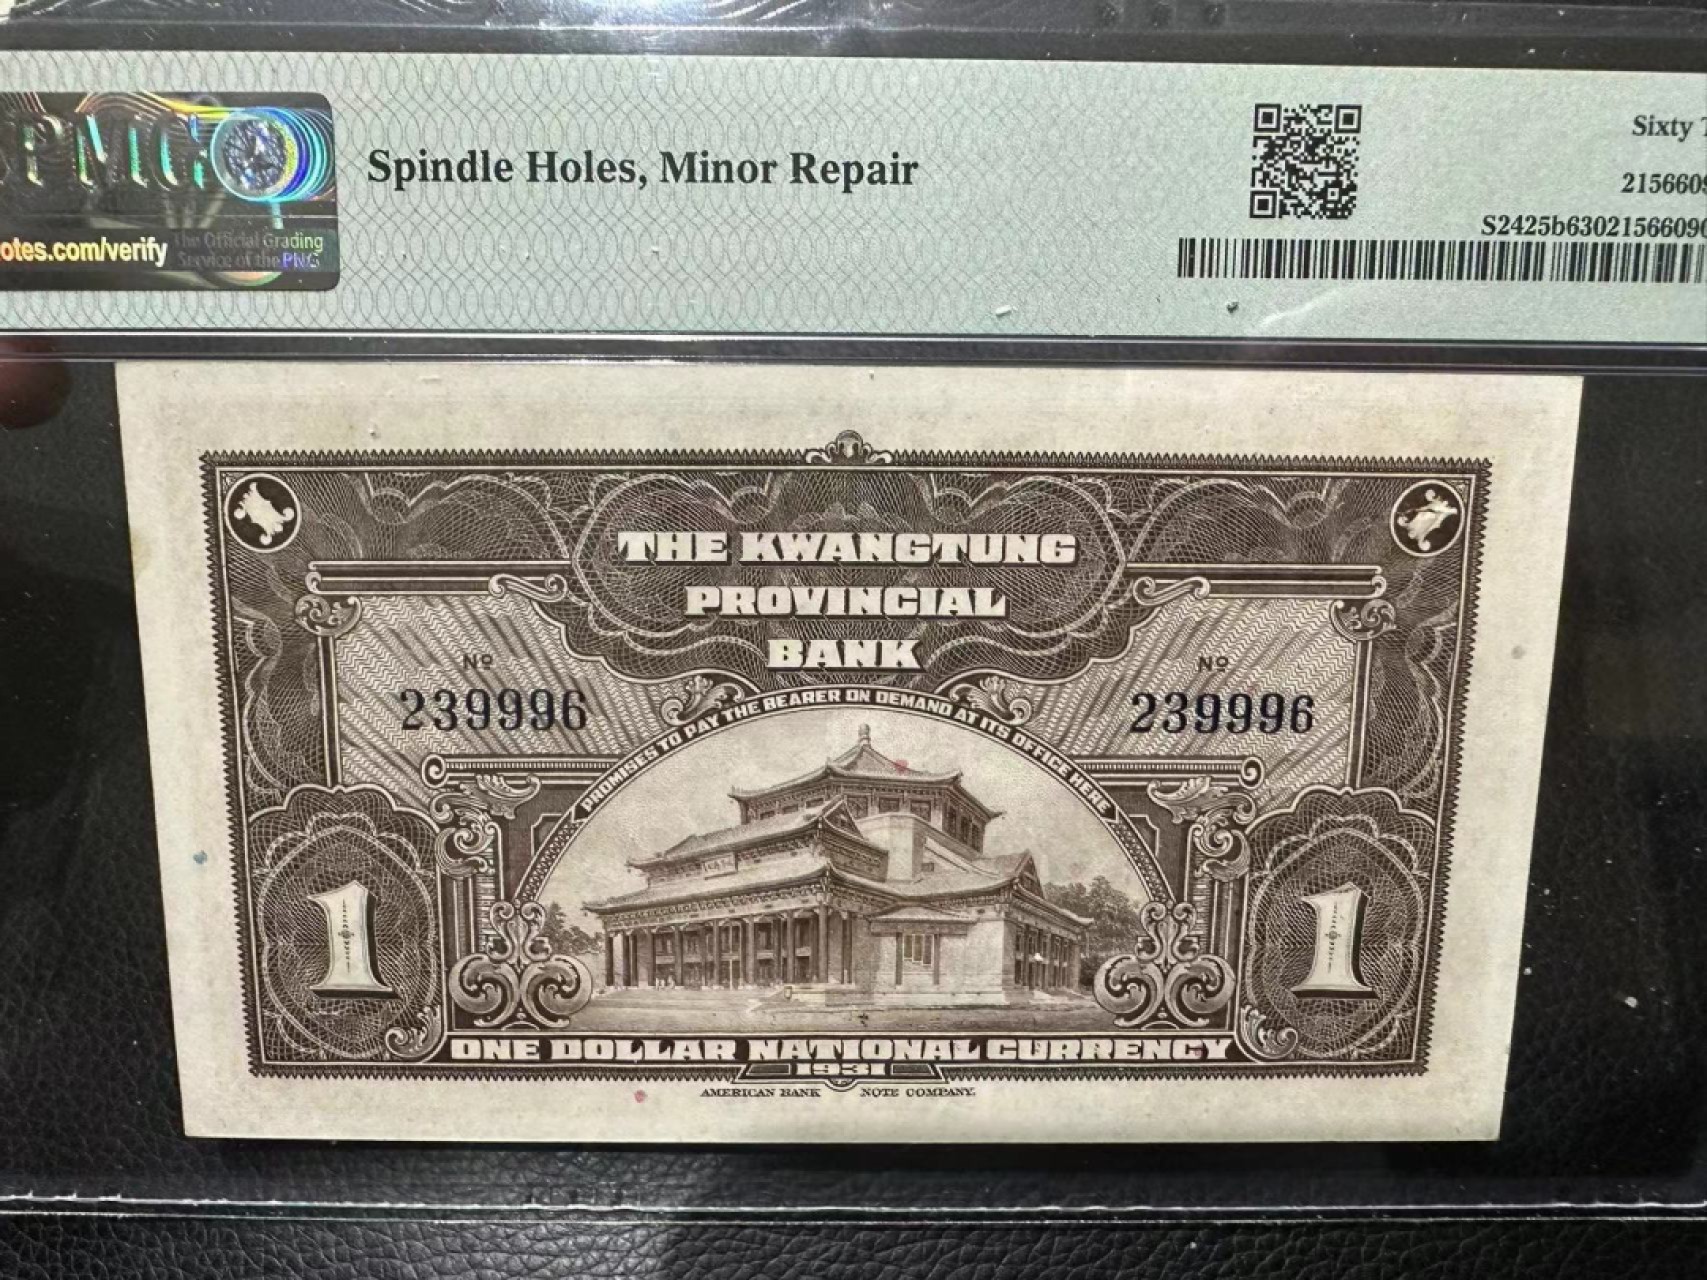 PMG
Spindle Holes, Minor Repair
Sixty
215660
otes.com/verify
The Official Grading
Service of the PNG
S2425b6302156609
THE KWANGTUNG
PROVINCIAL
BANK
Nº
Nº
239996
239996
PROMISES TO PAY THE BEARER ON DEMAND AT ITS OFFICE HERE
1
1
ONE DOLLAR NATIONAL CURRENCY
1931
AMERICAN BANK NOTE COMPANY.